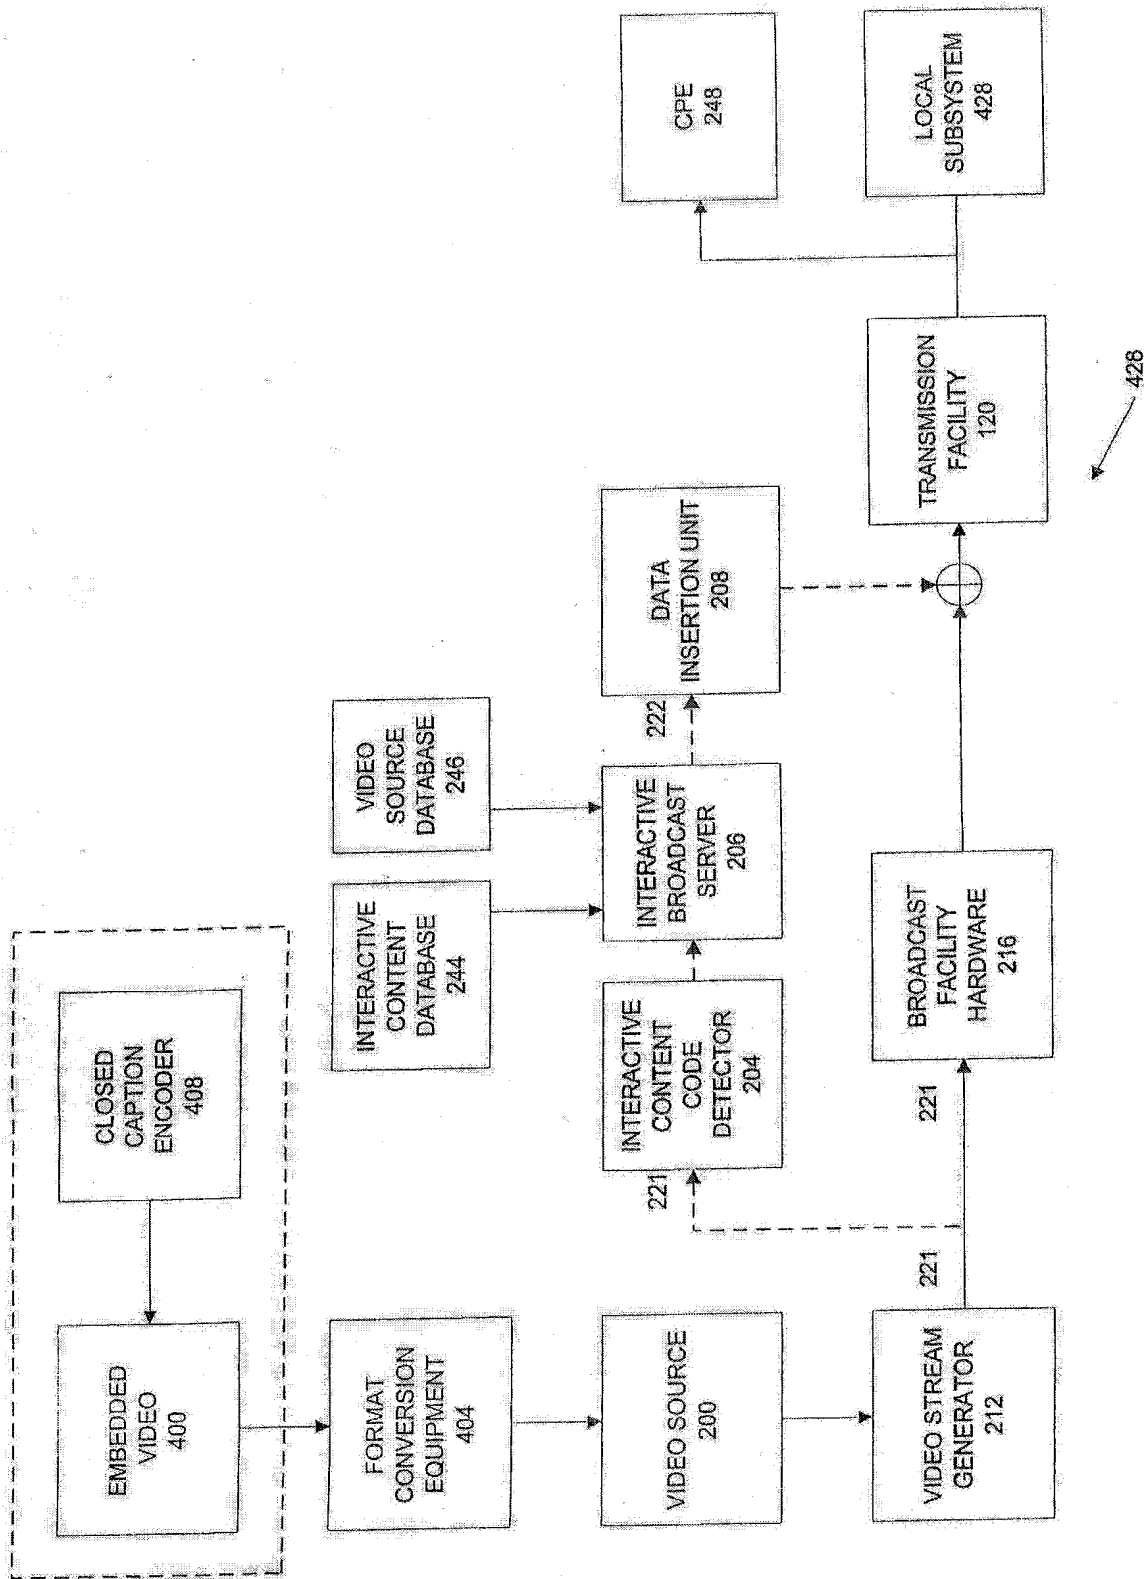 CLOSED
CAPTION
ENCODER
408
EMBEDDED
VIDEO
400
FORMAT
CONVERSION
EQUIPMENT
404
INTERACTIVE
CONTENT
DATABASE
244
VIDEO
SOURCE
DATABASE
246
VIDEO SOURCE
200
221
INTERACTIVE
CONTENT
CODE
DETECTOR
204
INTERACTIVE
BROADCAST
SERVER
206
222
DATA
INSERTION UNIT
208
CPE
248
VIDEO STREAM
GENERATOR
212
221
221
BROADCAST
FACILITY
HARDWARE
216
TRANSMISSION
FACILITY
120
LOCAL
SUBSYSTEM
428
428